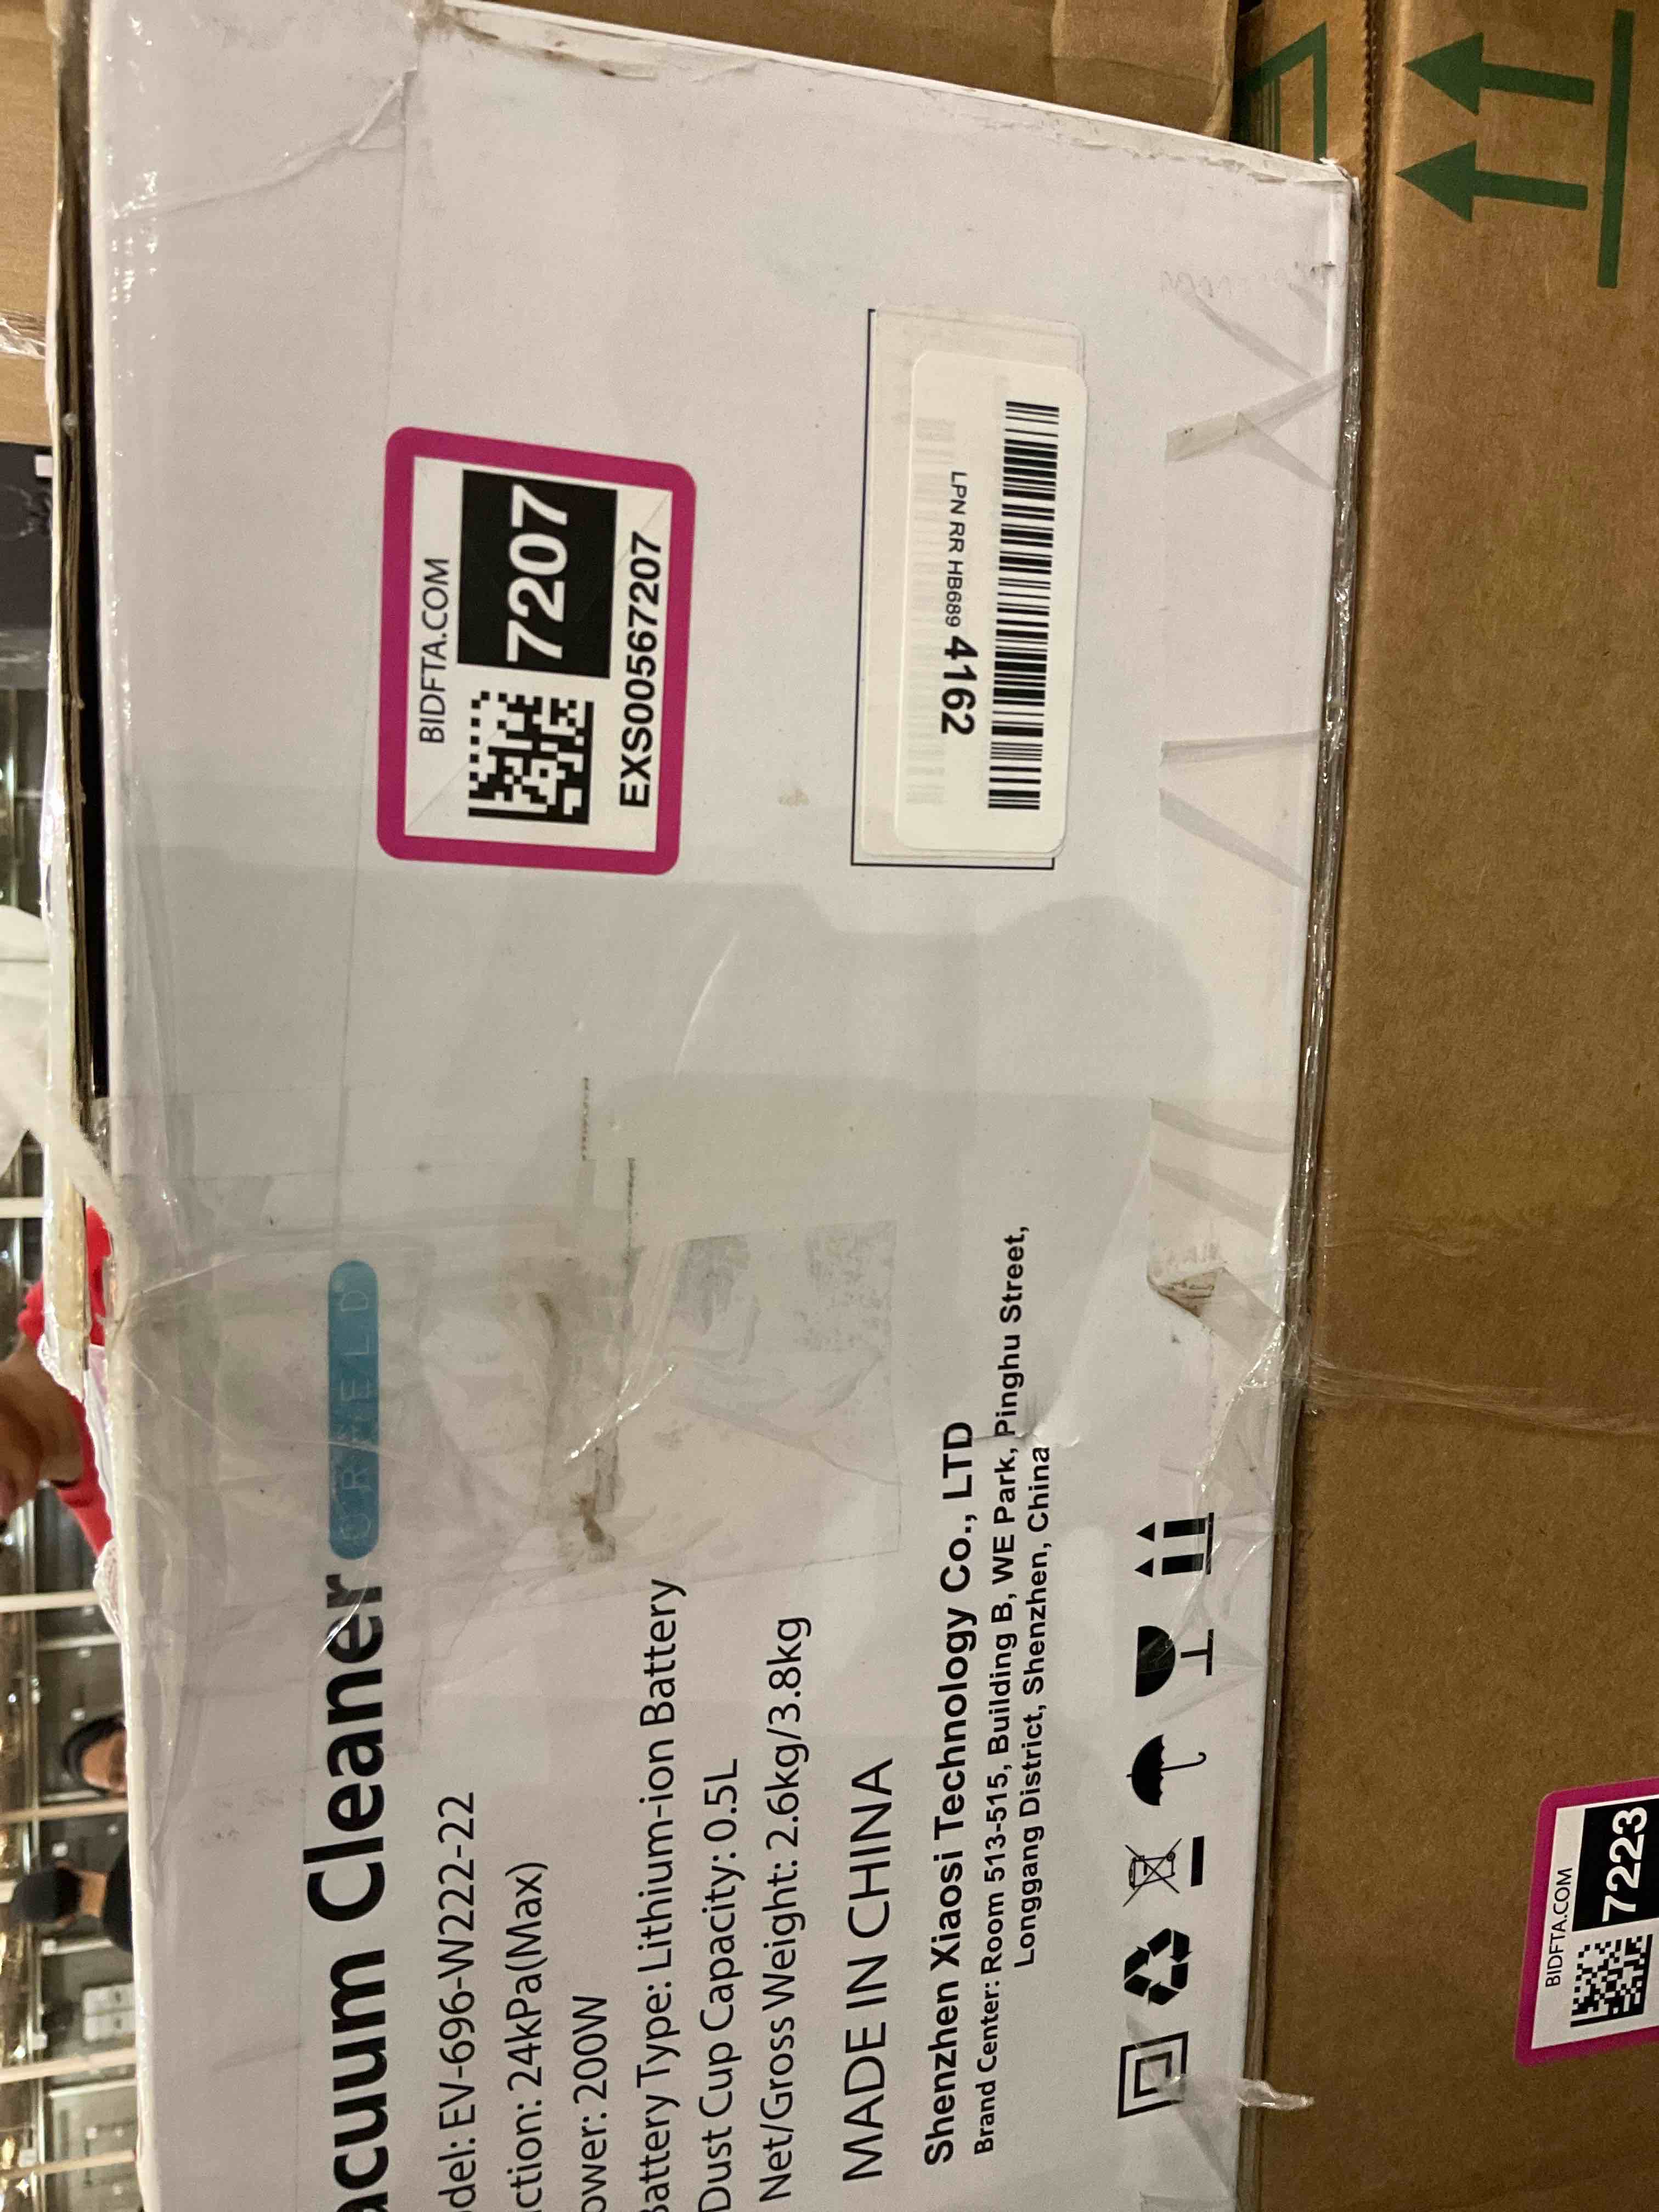 acuum Cleaner
del: EV-696-W222-22
ction: 24kPa(Max)
ower: 200W
Battery Type: Lithium-ion Battery
Dust Cup Capacity: 0.5L
Net/Gross Weight: 2.6kg/3.8kg
MADE IN CHINA
Shenzhen Xiaosi Technology Co., LTD
Brand Center: Room 513-515, Building B, WE Park, Pinghu Street,
Longgang District, Shenzhen, China
BIDFTA.COM
7207
EXS00567207
LPN RR HB689 4162
BIDFTA.COM
7223